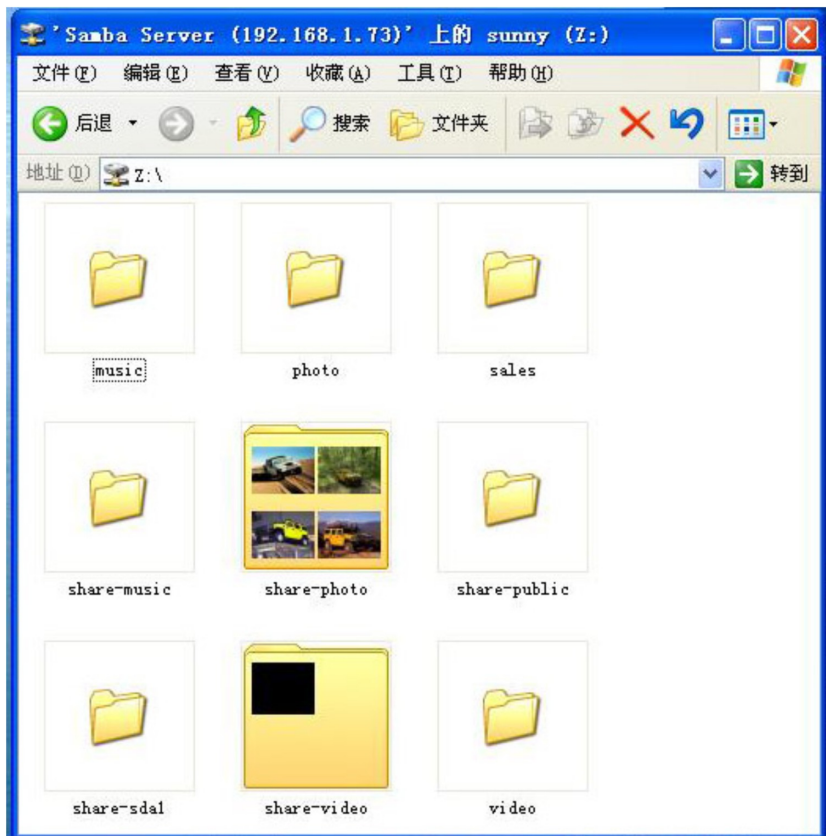 'Samba Server (192.168.1.73)' 上的 sunny (Z:)
文件(F) 编辑(E) 查看(V) 收藏(A) 工具(T) 帮助(H)
后退 搜索 文件夹
地址(D) Z:\ 转到
music photo sales
share-music share-photo share-public
share-sda1 share-video video